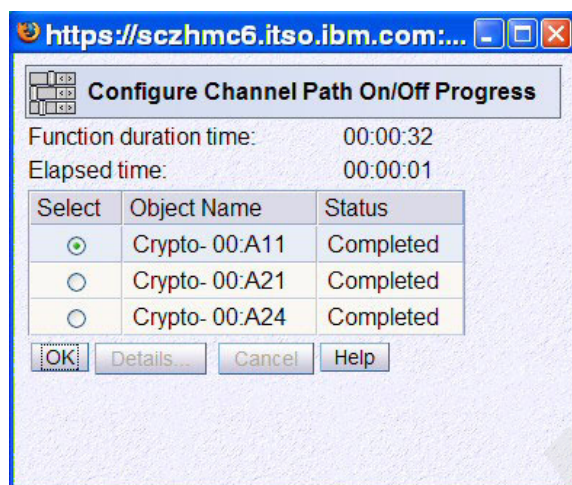 https://sczhmc6.itso.ibm.com:...
Configure Channel Path On/Off Progress
Function duration time: 00:00:32
Elapsed time: 00:00:01
Select Object Name Status
Crypto- 00:A11 Completed
Crypto- 00:A21 Completed
Crypto- 00:A24 Completed
OK Details... Cancel Help